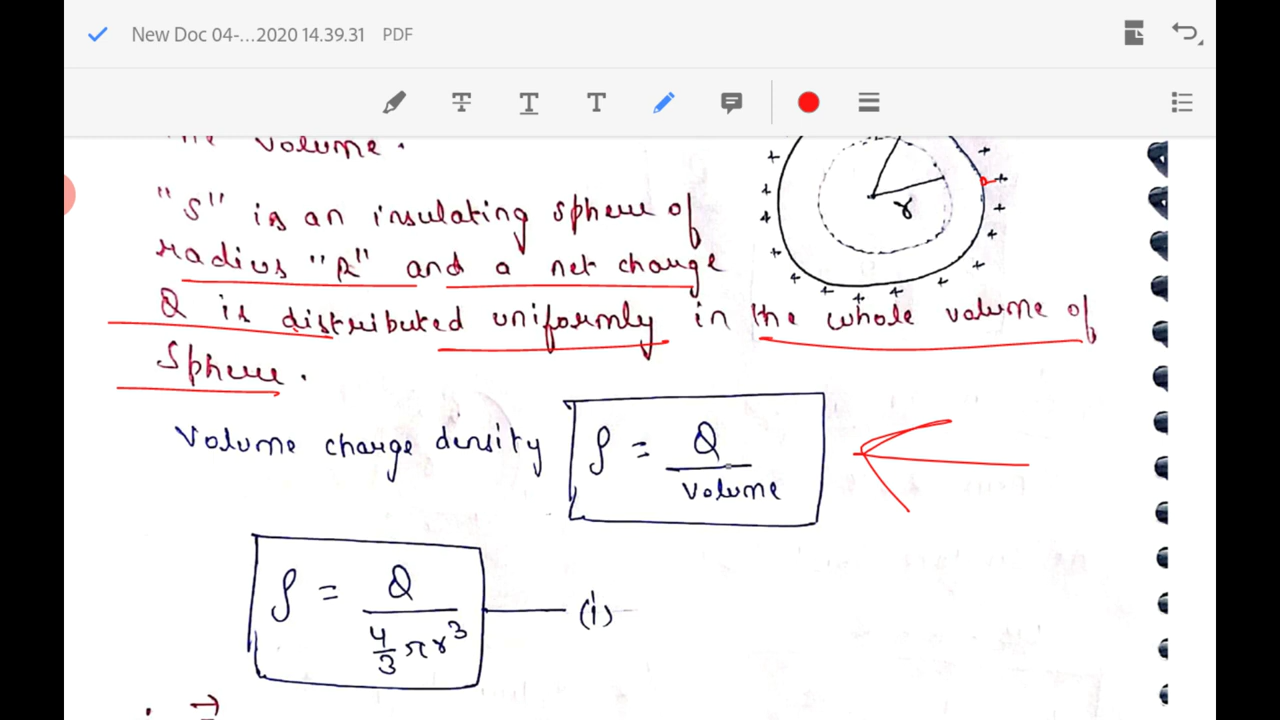 New Doc 04-...2020 14.39.31 PDF
the volume.
"S" is an insulating sphere of
radius "R" and a net charge
Q is distributed uniformly in the whole volume of
Sphere.
r
Volume charge density ρ = Q / Volume
ρ = Q / 4/3 πr³ — (i)